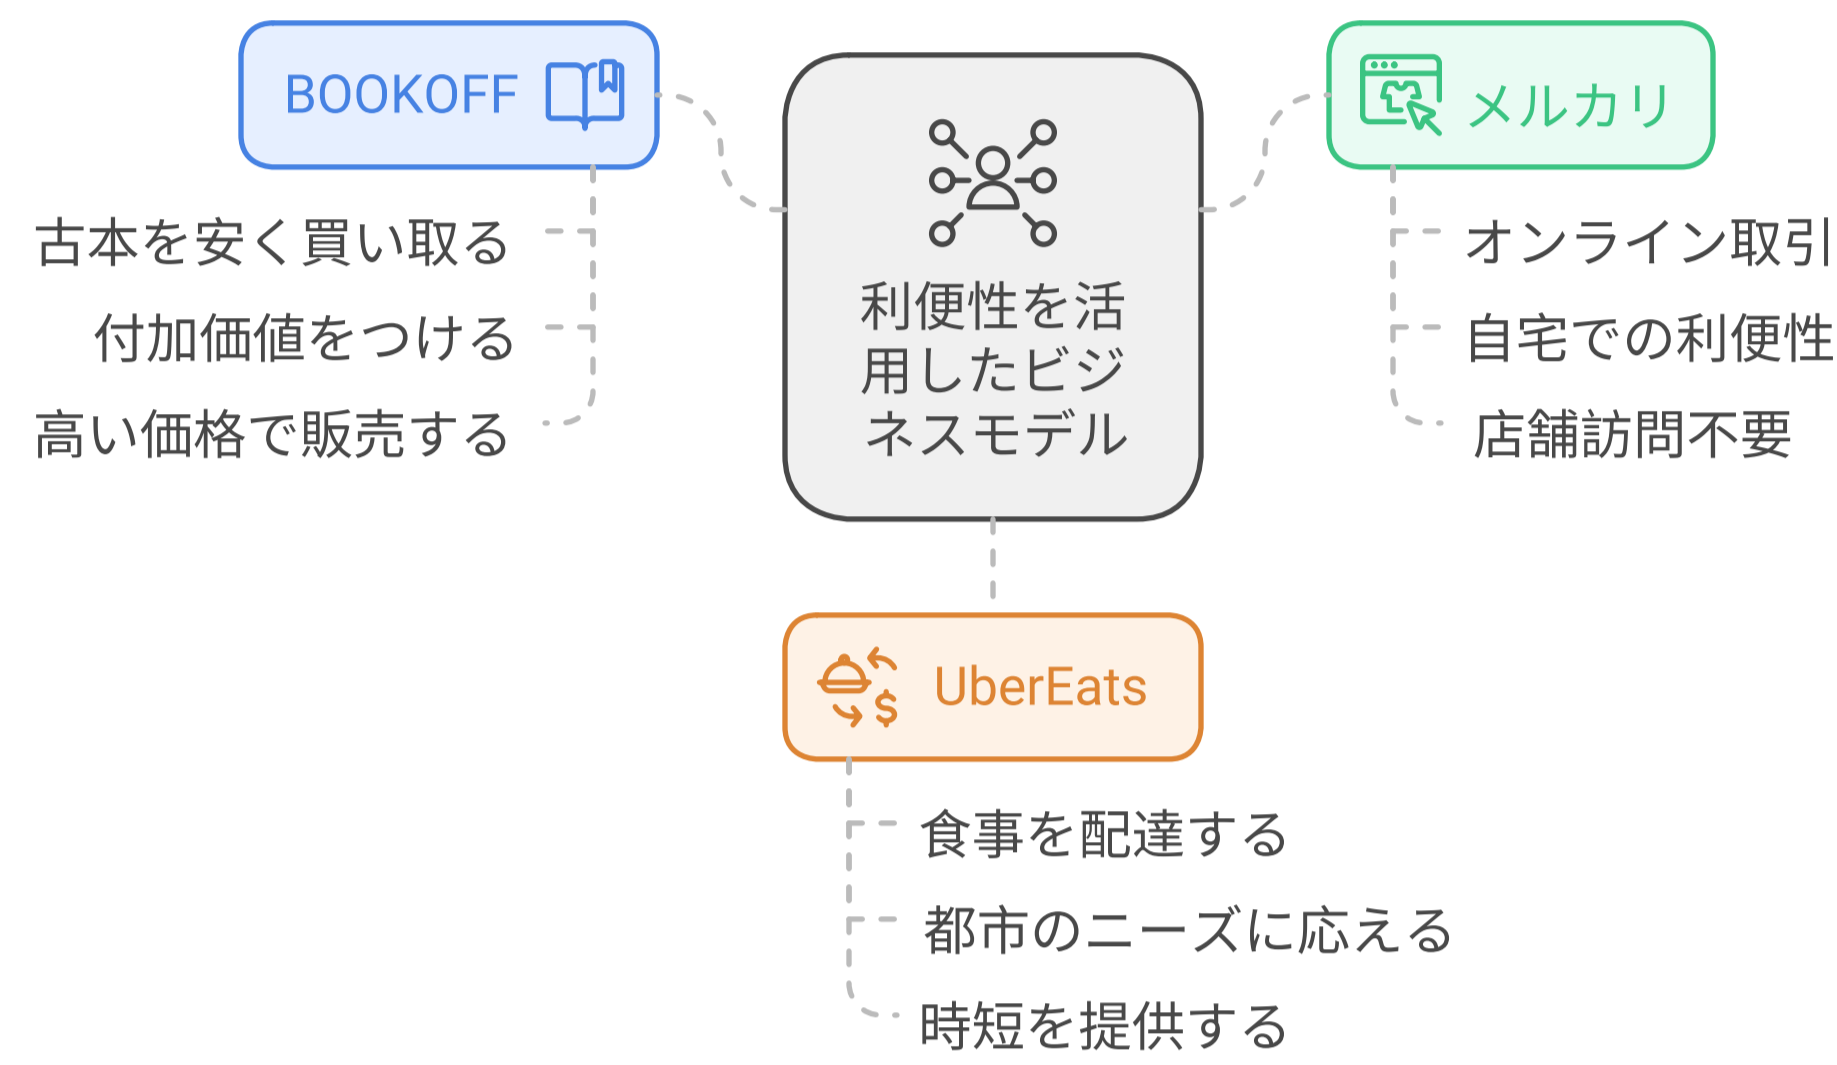 BOOKOFF
古本を安く買い取る
付加価値をつける
高い価格で販売する
利便性を活
用したビジ
ネスモデル
メルカリ
オンライン取引
自宅での利便性
店舗訪問不要
UberEats
食事を配達する
都市のニーズに応える
時短を提供する